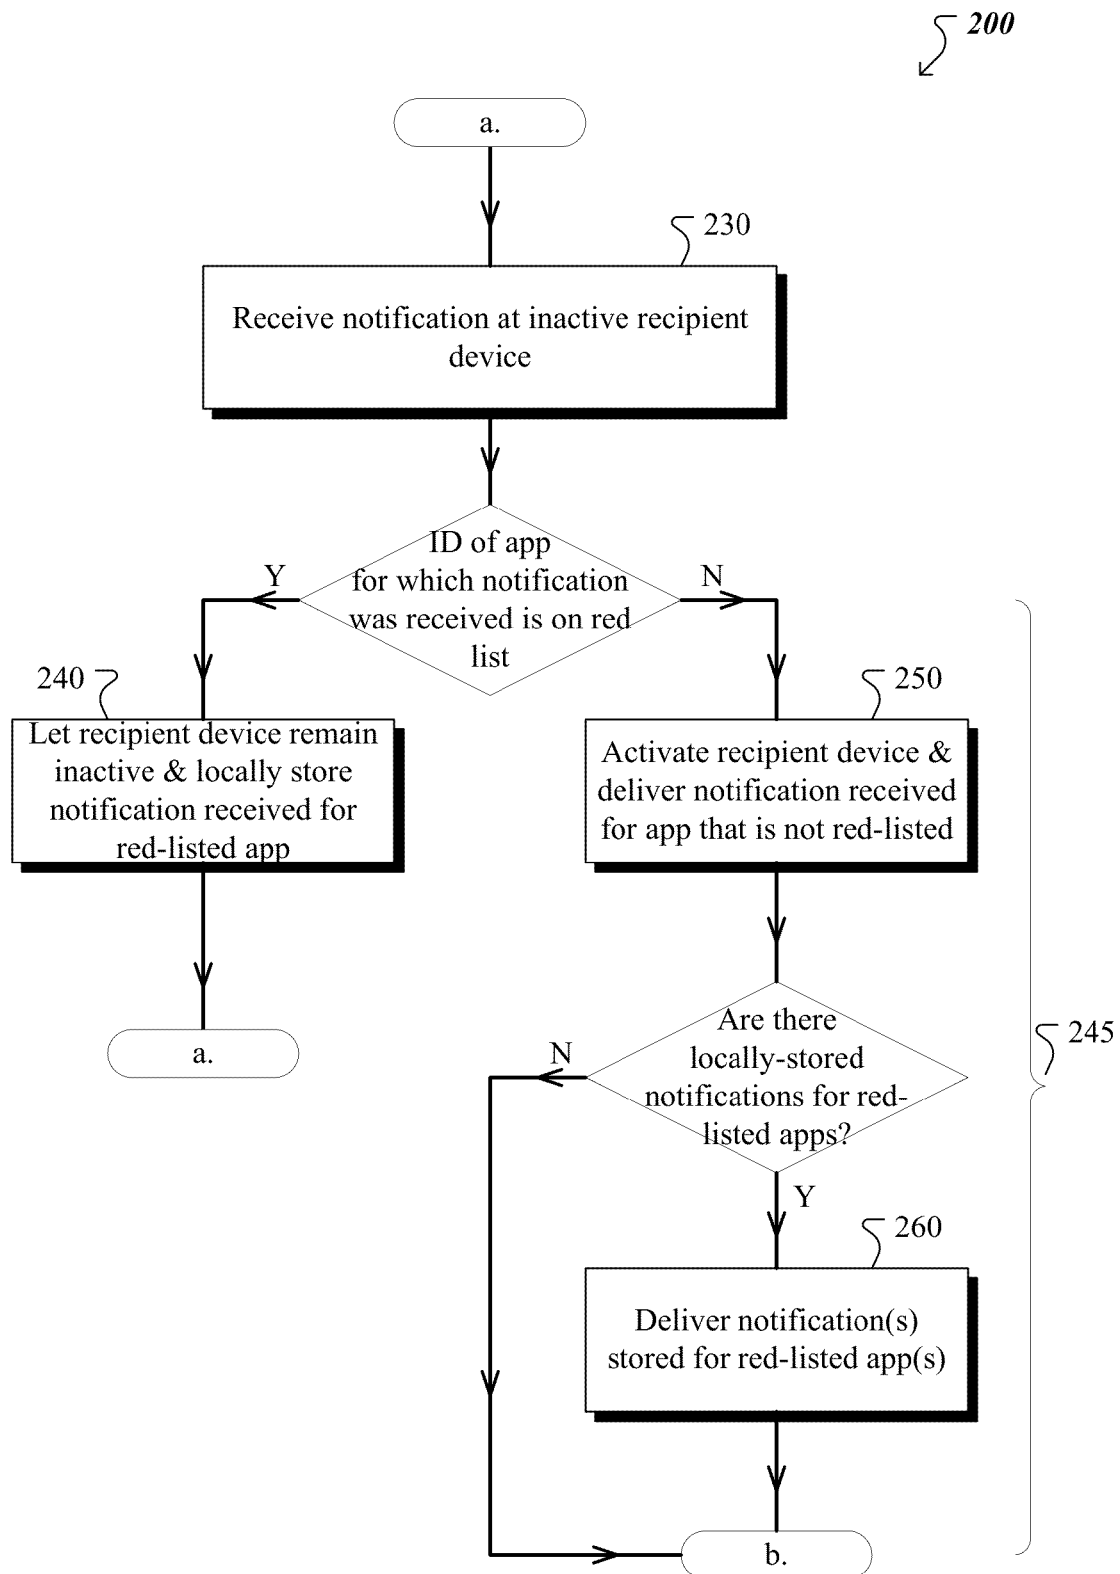 200
a.
230
Receive notification at inactive recipient
device
ID of app
for which notification
was received is on red
list
Y
N
240
Let recipient device remain
inactive & locally store
notification received for
red-listed app
250
Activate recipient device &
deliver notification received
for app that is not red-listed
a.
Are there
locally-stored
notifications for red-
listed apps?
N
245
Y
260
Deliver notification(s)
stored for red-listed app(s)
b.